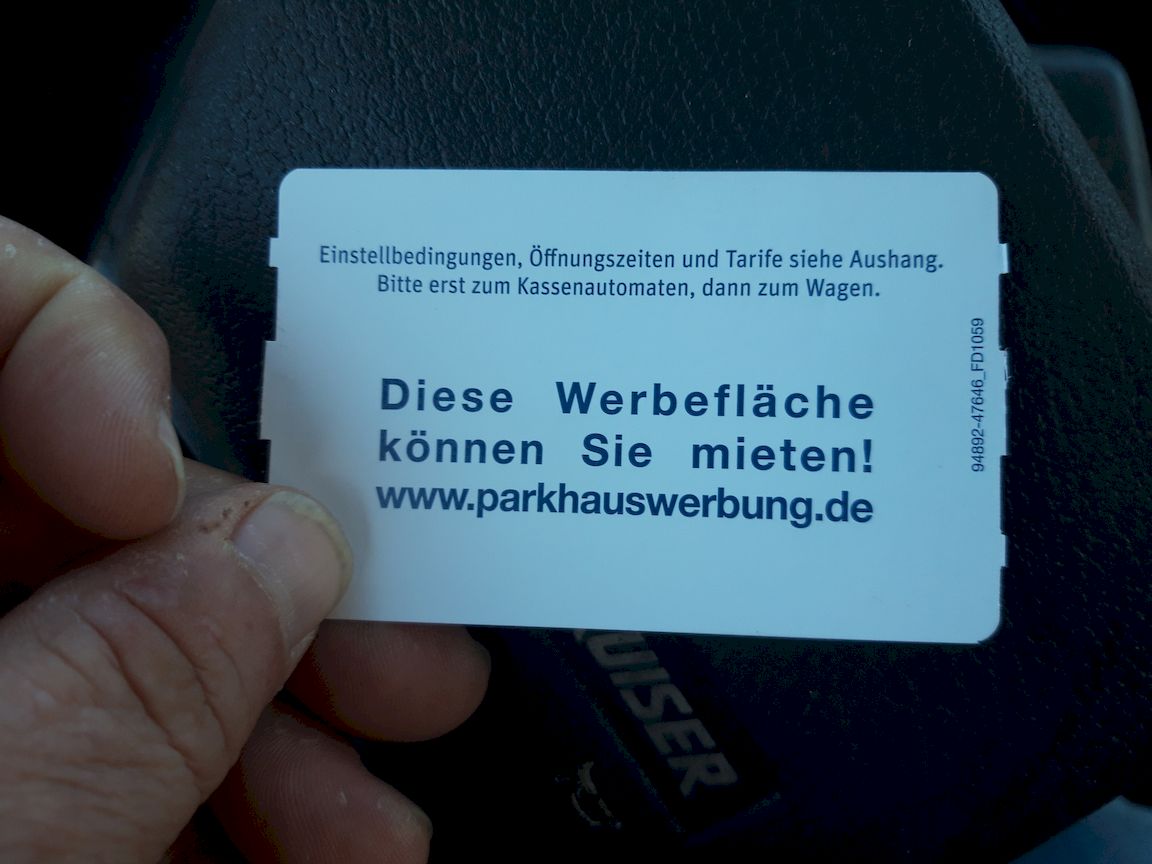 Einstellbedingungen, Öffnungszeiten und Tarife siehe Aushang.
Bitte erst zum Kassenautomaten, dann zum Wagen.
Diese Werbefläche
können Sie mieten!
www.parkhauswerbung.de
94892-47646_FD1059
UISER